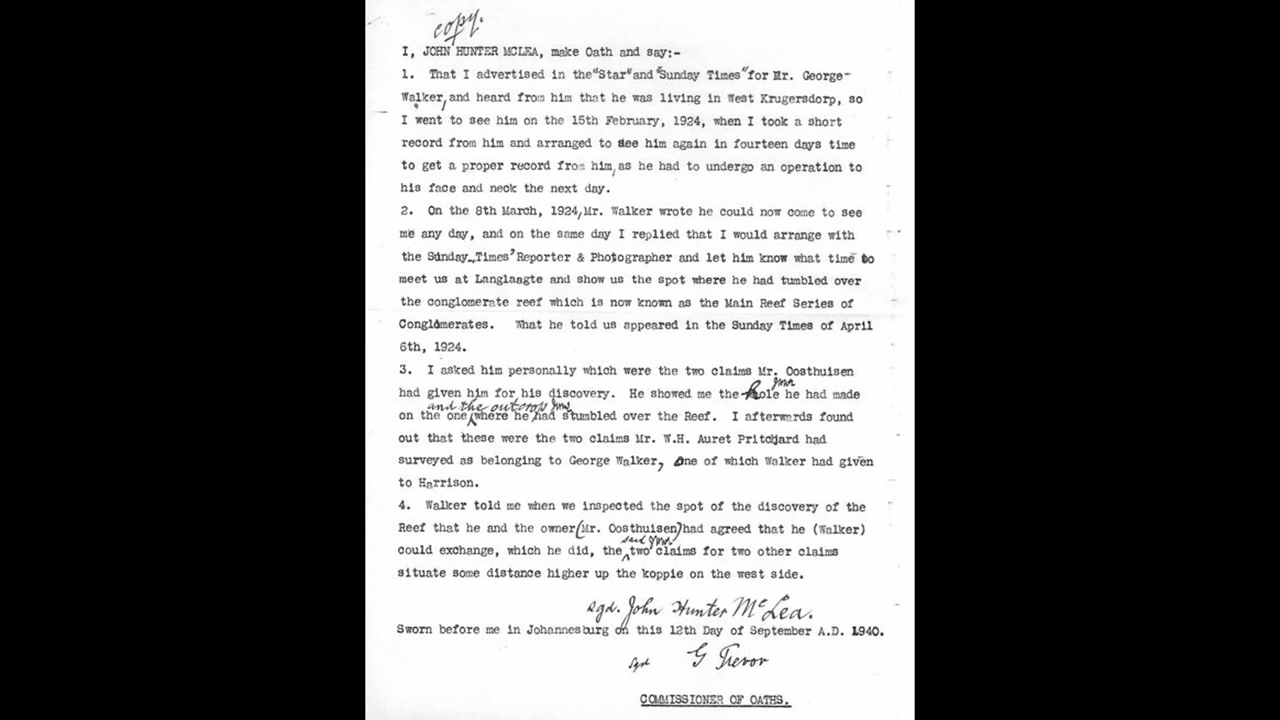 copy.
I, JOHN HUNTER MCLEA, make Oath and say:-
1. That I advertised in the "Star" and "Sunday Times" for Mr. George-
Walker, and heard from him that he was living in West Krugersdorp, so
I went to see him on the 15th February, 1924, when I took a short
record from him and arranged to see him again in fourteen days time
to get a proper record from him, as he had to undergo an operation to
his face and neck the next day.
2. On the 8th March, 1924, Mr. Walker wrote he could now come to see
me any day, and on the same day I replied that I would arrange with
the Sunday Times' Reporter & Photographer and let him know what time to
meet us at Langlaagte and show us the spot where he had tumbled over
the conglomerate reef which is now known as the Main Reef Series of
Conglomerates. What he told us appeared in the Sunday Times of April
6th, 1924.
3. I asked him personally which were the two claims Mr. Oosthuisen
had given him for his discovery. He showed me the hole he had made
and the outcrop
on the one where he had stumbled over the Reef. I afterwards found
out that these were the two claims Mr. W.H. Auret Pritchard had
surveyed as belonging to George Walker, One of which Walker had given
to Harrison.
4. Walker told me when we inspected the spot of the discovery of the
Reef that he and the owner (Mr. Oosthuisen) had agreed that he (Walker)
said
could exchange, which he did, the two claims for two other claims
situate some distance higher up the koppie on the west side.
sgd. John Hunter McLea.
Sworn before me in Johannesburg on this 12th Day of September A.D. 1940.
sgd G Trevor
COMMISSIONER OF OATHS.